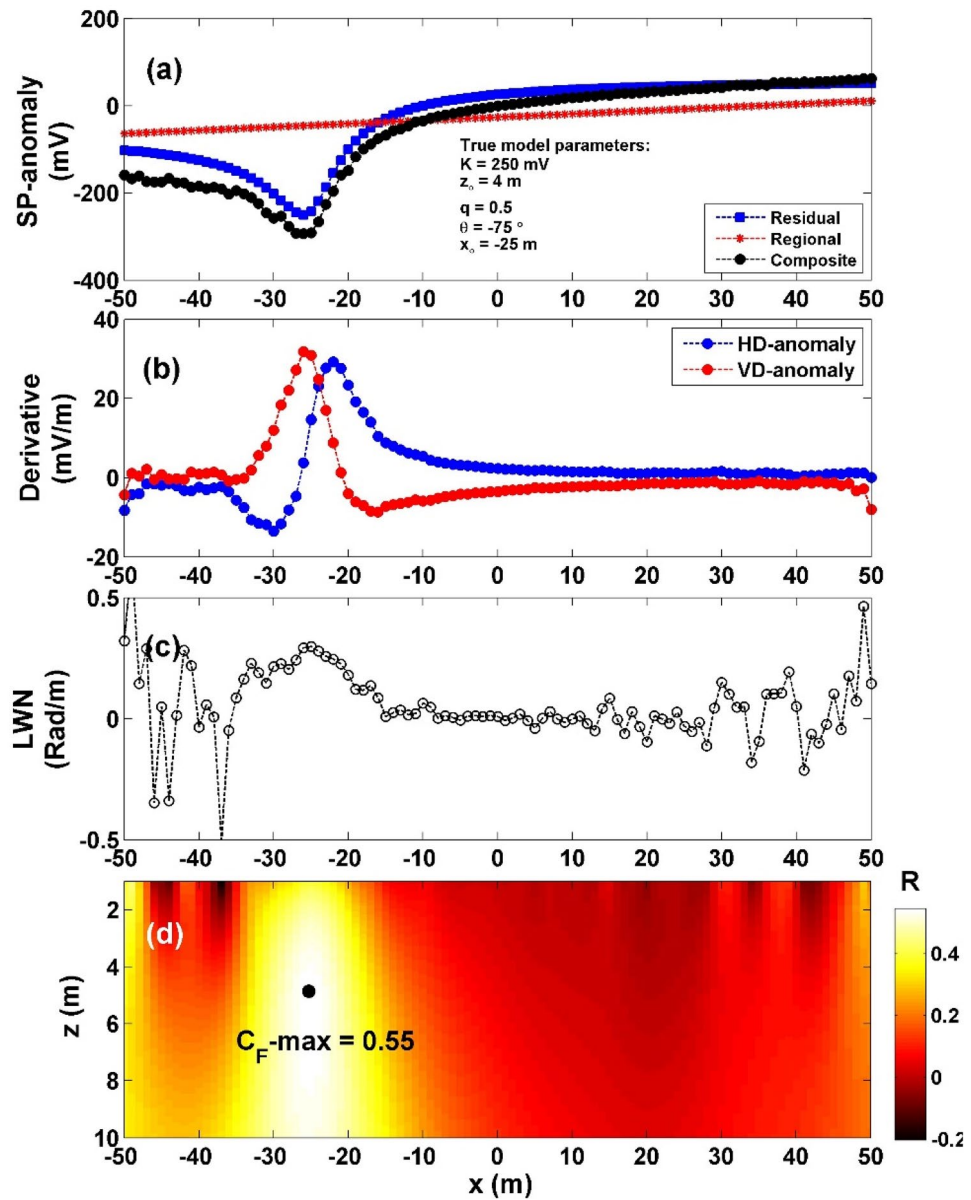 200
(a)
0
SP-anomaly
(mV)
-200
-400
True model parameters:
K = 250 mV
z₀ = 4 m
q = 0.5
θ = -75 °
x₀ = -25 m
Residual
Regional
Composite
-50 -40 -30 -20 -10 0 10 20 30 40 50
40
(b)
20
Derivative
(mV/m)
0
-20
HD-anomaly
VD-anomaly
-50 -40 -30 -20 -10 0 10 20 30 40 50
0.5
(c)
LWN
(Rad/m)
0
-0.5
-50 -40 -30 -20 -10 0 10 20 30 40 50
R
2
(d)
4
z (m)
6
8
10
C_F-max = 0.55
0.4
0.2
0
-0.2
-50 -40 -30 -20 -10 0 10 20 30 40 50
x (m)